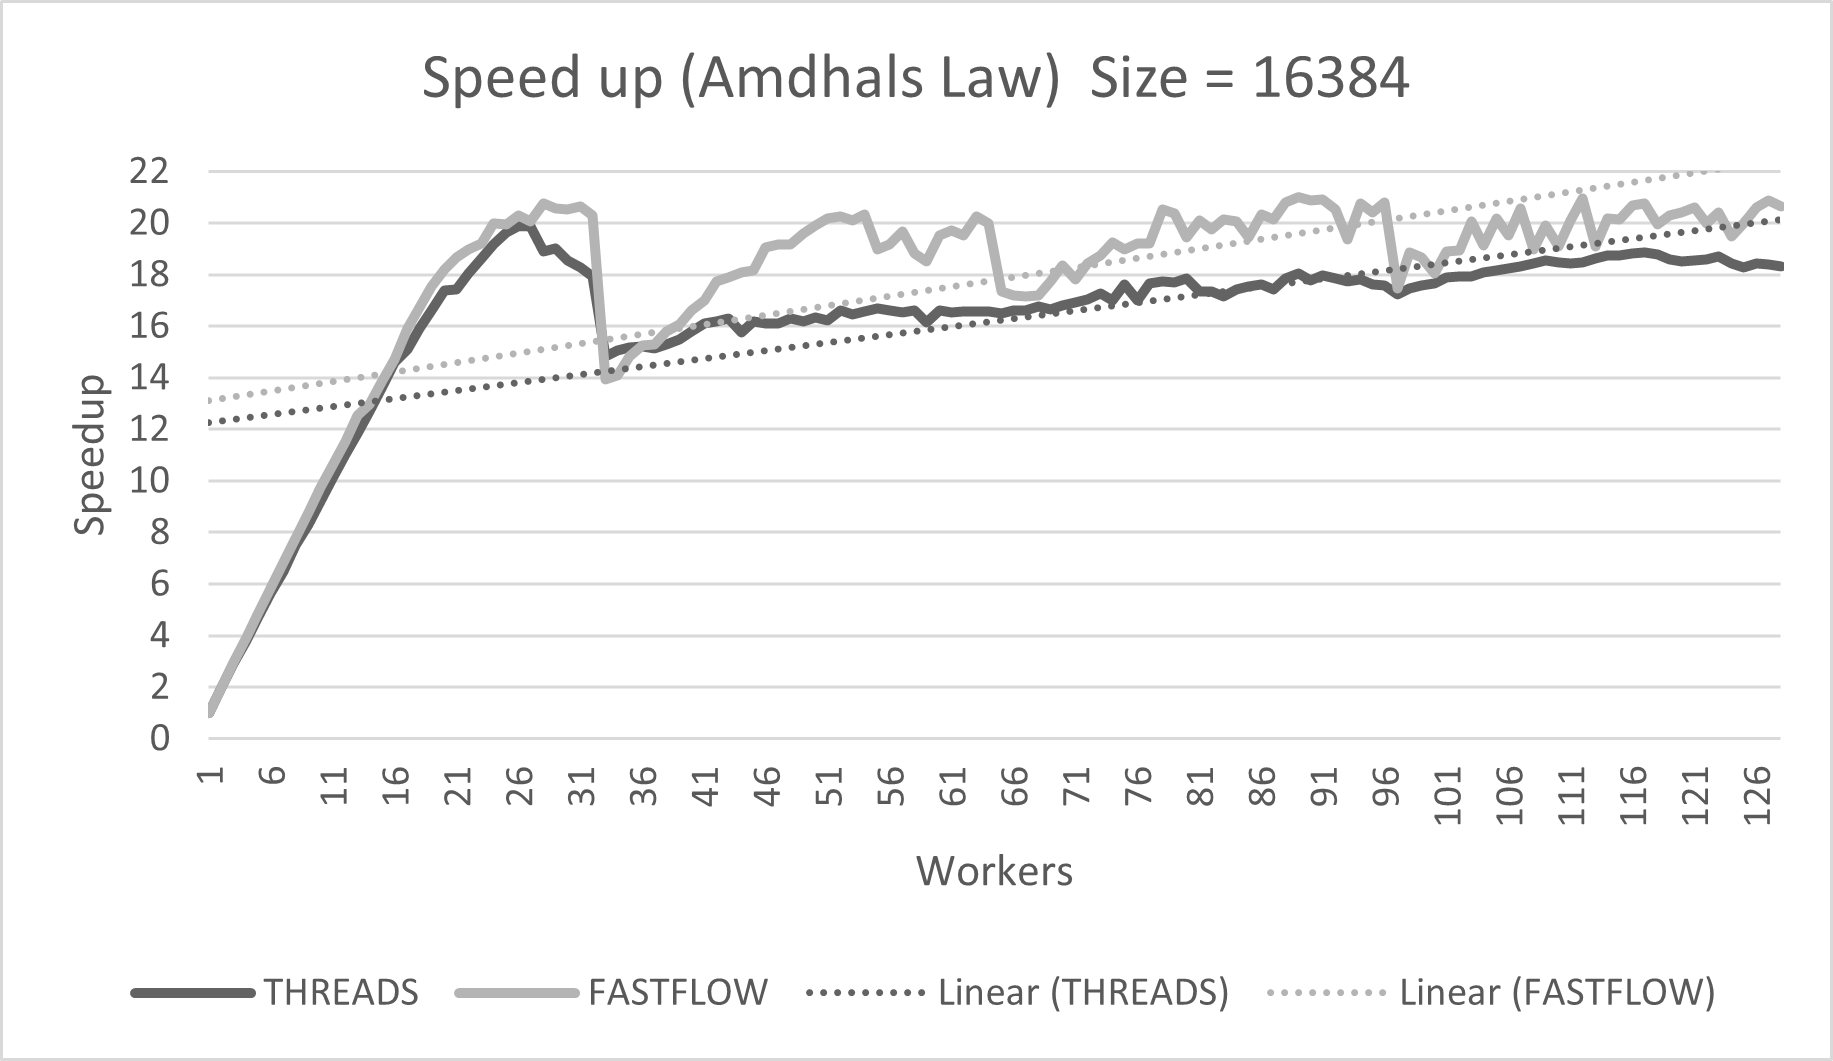 Speed up (Amdhals Law)  Size = 16384
22
20
18
16
14
12
10
8
6
4
2
0
Speedup
1 6 11 16 21 26 31 36 41 46 51 56 61 66 71 76 81 86 91 96 101 106 111 116 121 126
Workers
THREADS FASTFLOW Linear (THREADS) Linear (FASTFLOW)